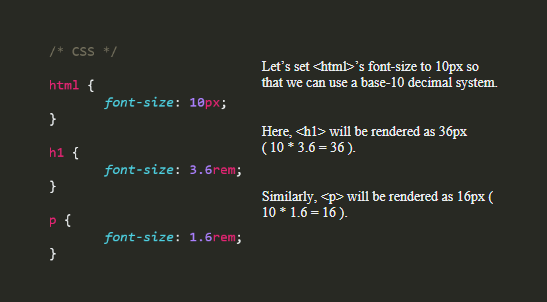 /* CSS */
html {
font-size: 10px;
}
h1 {
font-size: 3.6rem;
}
p {
font-size: 1.6rem;
}
Let's set <html>'s font-size to 10px so
that we can use a base-10 decimal system.
Here, <h1> will be rendered as 36px
( 10 * 3.6 = 36 ).
Similarly, <p> will be rendered as 16px (
10 * 1.6 = 16 ).